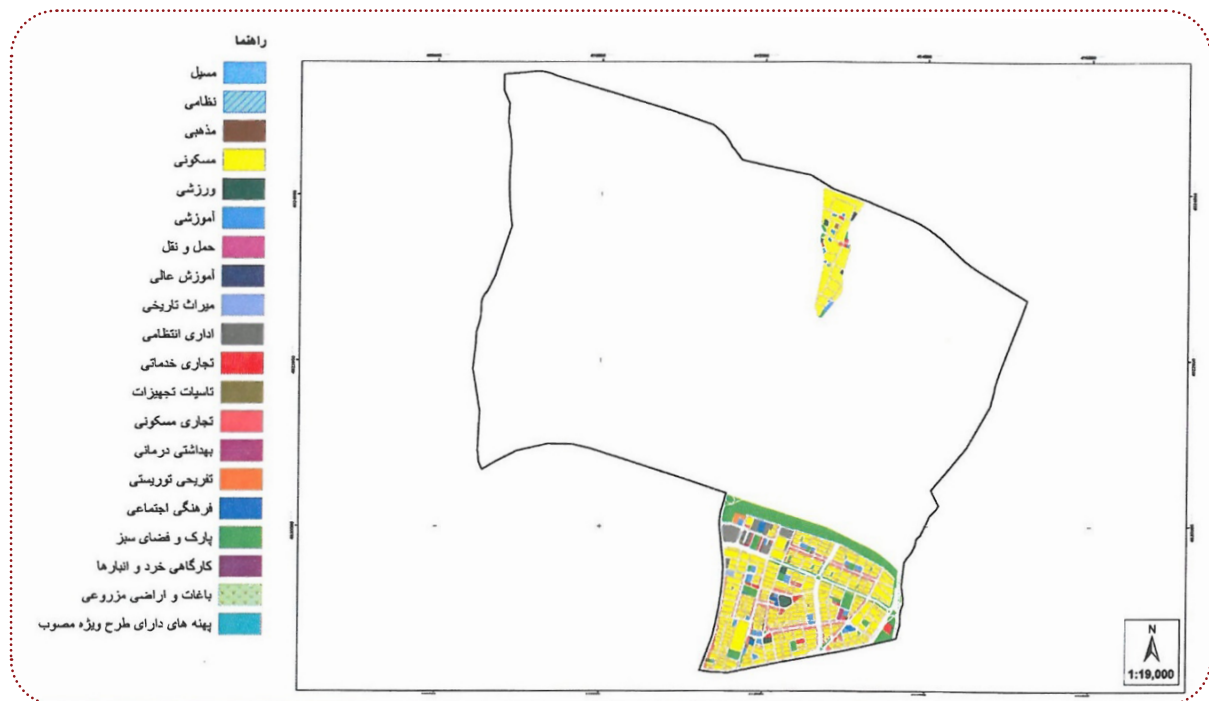 راهنما
مسیل
نظامی
مذهبی
مسکونی
ورزشی
آموزشی
حمل و نقل
آموزش عالی
میراث تاریخی
اداری انتظامی
تجاری خدماتی
تاسیات تجهیزات
تجاری مسکونی
بهداشتی درمانی
تفریحی توریستی
فرهنگی اجتماعی
پارک و فضای سبز
کارگاهی خرد و انبارها
باغات و اراضی مزروعی
پهنه های دارای طرح ویژه مصوب
N
1:19,000